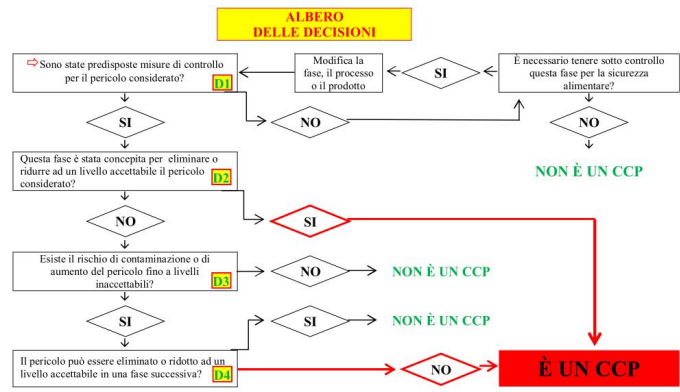 ALBERO
DELLE DECISIONI
⇨Sono state predisposte misure di controllo
per il pericolo considerato?
D1
Modifica la
fase, il processo
o il prodotto
SI
È necessario tenere sotto controllo
questa fase per la sicurezza
alimentare?
SI
NO
NO
NON È UN CCP
Questa fase è stata concepita per eliminare o
ridurre ad un livello accettabile il pericolo
considerato?
D2
NO
SI
Esiste il rischio di contaminazione o di
aumento del pericolo fino a livelli
inaccettabili?
D3
NO
NON È UN CCP
SI
SI
NON È UN CCP
Il pericolo può essere eliminato o ridotto ad un
livello accettabile in una fase successiva?
D4
NO
È UN CCP